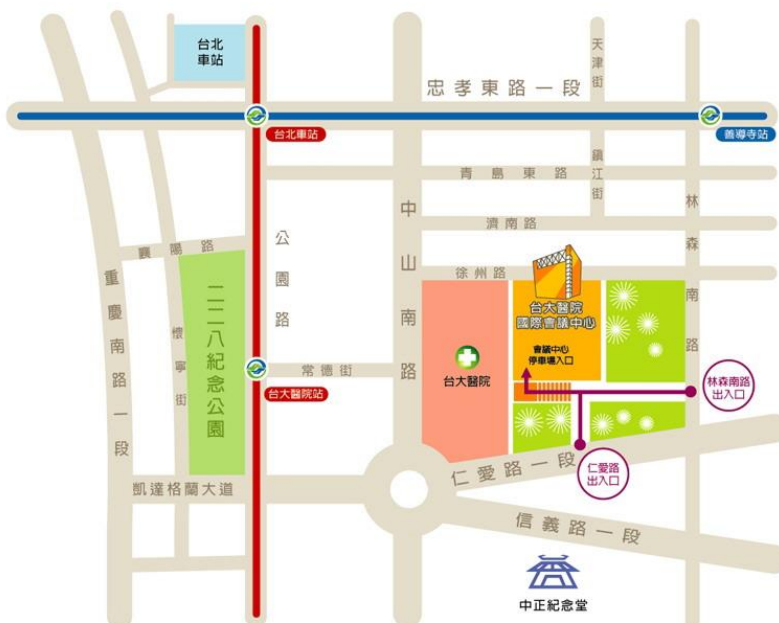 台北
車站
忠孝東路一段
天津街
台北車站
善導寺站
青島東路
鎮江街
林森南路
濟南路
中山南路
公園路
襄陽路
徐州路
重慶南路一段
二二八紀念公園
懷寧街
台大醫院
國際會議中心
會議中心
停車場入口
常德街
台大醫院
台大醫院站
林森南路
出入口
仁愛路一段
仁愛路
出入口
凱達格蘭大道
信義路一段
中正紀念堂